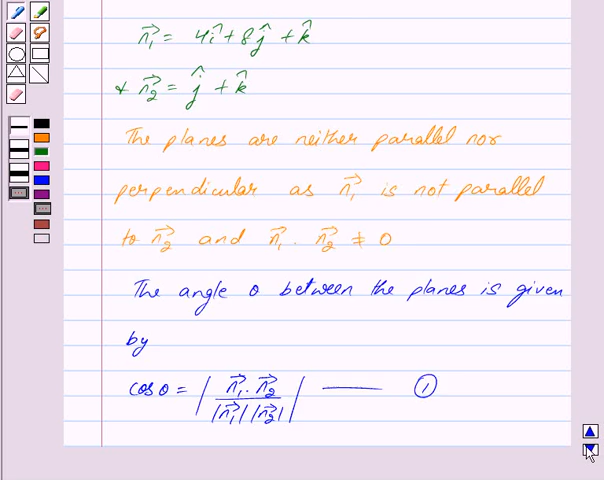 n⃗₁ = 4î + 8ĵ + k̂
& n⃗₂ = ĵ + k̂
The planes are neither parallel nor
perpendicular as n⃗₁ is not parallel
to n⃗₂ and n⃗₁ . n⃗₂ ≠ 0
The angle θ between the planes is given
by
cos θ = | n⃗₁ . n⃗₂ / |n⃗₁| |n⃗₂| | —— ①